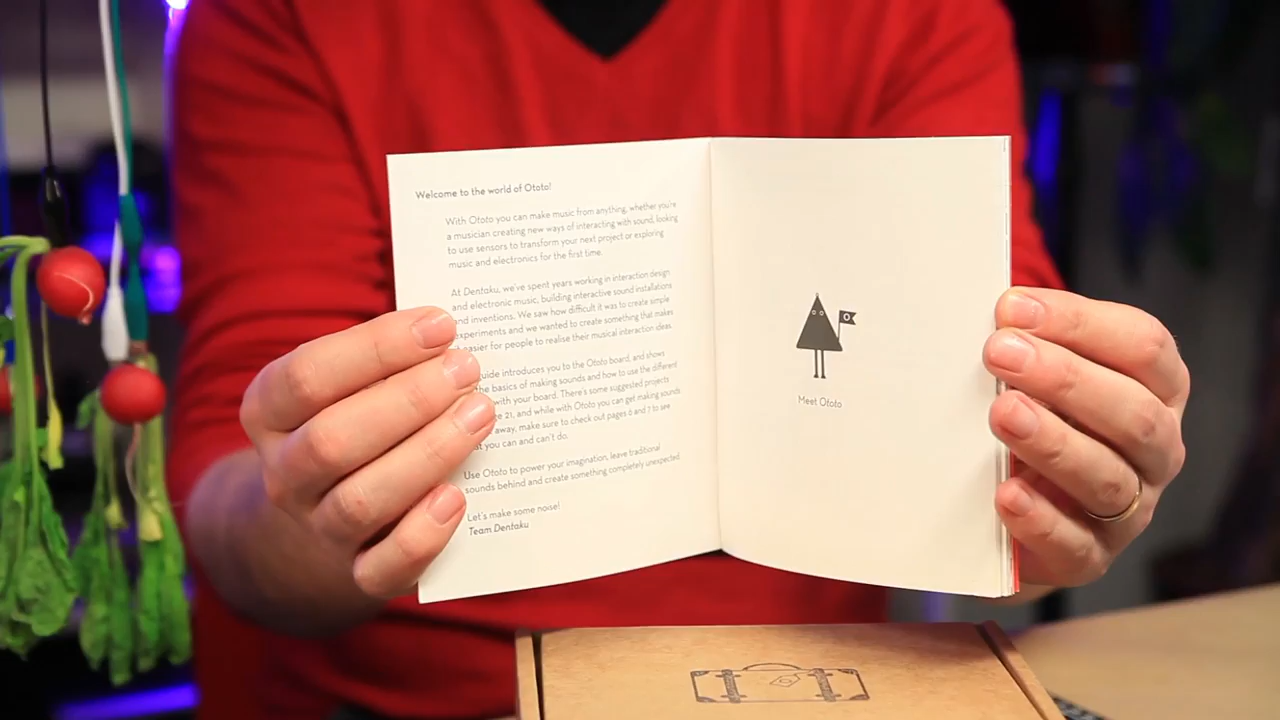 Welcome to the world of Ototo!
With Ototo you can make music from anything, whether you're
a musician creating new ways of interacting with sound, looking
to use sensors to transform your next project or exploring
music and electronics for the first time.
At Dentaku, we've spent years working in interaction design
and electronic music, building interactive sound installations
and inventions. We saw how difficult it was to create simple
experiments and we wanted to create something that makes
easier for people to realise their musical interaction ideas.
guide introduces you to the Ototo board, and shows
the basics of making sounds and how to use the different
with your board. There's some suggested projects
21, and while with Ototo you can get making sounds
away, make sure to check out pages 6 and 7 to see
you can and can't do.
Use Ototo to power your imagination, leave traditional
sounds behind and create something completely unexpected.
Let's make some noise!
Team Dentaku
O
Meet Ototo